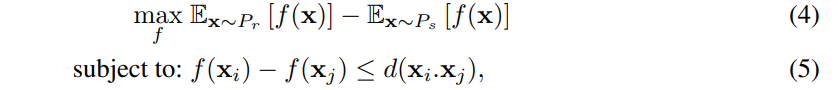 max_f 𝔼_{𝐱∼P_r} [f(𝐱)] − 𝔼_{𝐱∼P_s} [f(𝐱)] (4)
subject to: f(𝐱_i) − f(𝐱_j) ≤ d(𝐱_i.𝐱_j), (5)